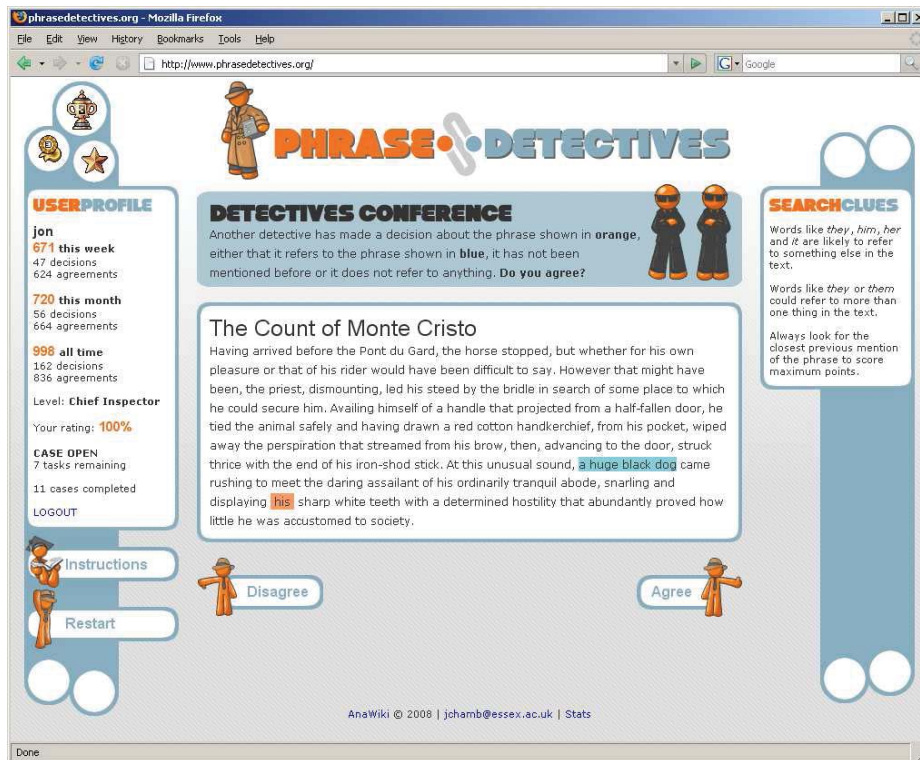 phrasedetectives.org - Mozilla Firefox
File Edit View History Bookmarks Tools Help
http://www.phrasedetectives.org/
G Google
PHRASE DETECTIVES
USERPROFILE
jon
671 this week
47 decisions
624 agreements
720 this month
56 decisions
664 agreements
998 all time
162 decisions
836 agreements
Level: Chief Inspector
Your rating: 100%
CASE OPEN
7 tasks remaining
11 cases completed
LOGOUT
Instructions
Restart
DETECTIVES CONFERENCE
Another detective has made a decision about the phrase shown in orange,
either that it refers to the phrase shown in blue, it has not been
mentioned before or it does not refer to anything. Do you agree?
The Count of Monte Cristo
Having arrived before the Pont du Gard, the horse stopped, but whether for his own
pleasure or that of his rider would have been difficult to say. However that might have
been, the priest, dismounting, led his steed by the bridle in search of some place to which
he could secure him. Availing himself of a handle that projected from a half-fallen door, he
tied the animal safely and having drawn a red cotton handkerchief, from his pocket, wiped
away the perspiration that streamed from his brow, then, advancing to the door, struck
thrice with the end of his iron-shod stick. At this unusual sound, a huge black dog came
rushing to meet the daring assailant of his ordinarily tranquil abode, snarling and
displaying his sharp white teeth with a determined hostility that abundantly proved how
little he was accustomed to society.
Disagree
Agree
SEARCHCLUES
Words like they, him, her
and it are likely to refer
to something else in the
text.
Words like they or them
could refer to more than
one thing in the text.
Always look for the
closest previous mention
of the phrase to score
maximum points.
AnaWiki © 2008 | jchamb@essex.ac.uk | Stats
Done